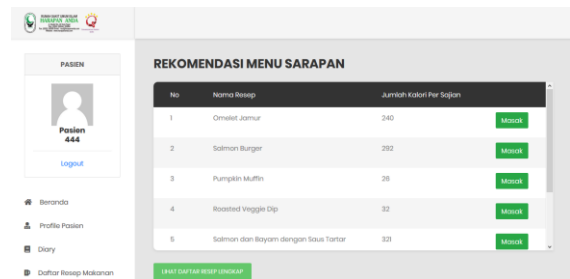 PASIEN
Pasien
444
Logout
Beranda
Profile Pasien
Diary
Daftar Resep Makanan
REKOMENDASI MENU SARAPAN
No Nama Resep Jumlah Kalori Per Sajian
1 Omelet Jamur 240 Masak
2 Salmon Burger 292 Masak
3 Pumpkin Muffin 28 Masak
4 Roasted Veggie Dip 32 Masak
5 Salmon dan Bayam dengan Saus Tartar 321 Masak
LIHAT DAFTAR RESEP LENGKAP